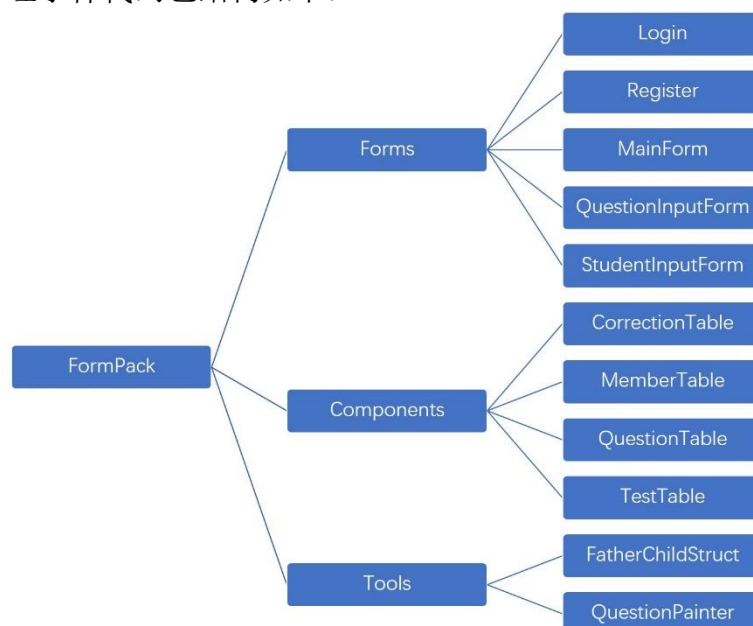 Login
Register
Forms
MainForm
QuestionInputForm
StudentInputForm
CorrectionTable
FormPack
MemberTable
Components
QuestionTable
TestTable
FatherChildStruct
Tools
QuestionPainter